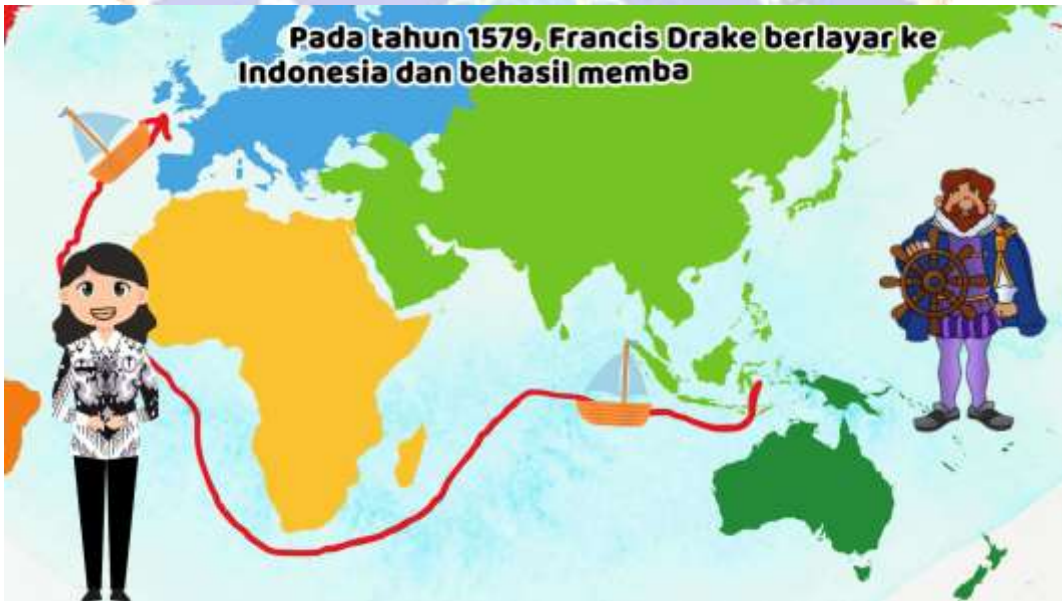 Pada tahun 1579, Francis Drake berlayar ke
Indonesia dan behasil memba